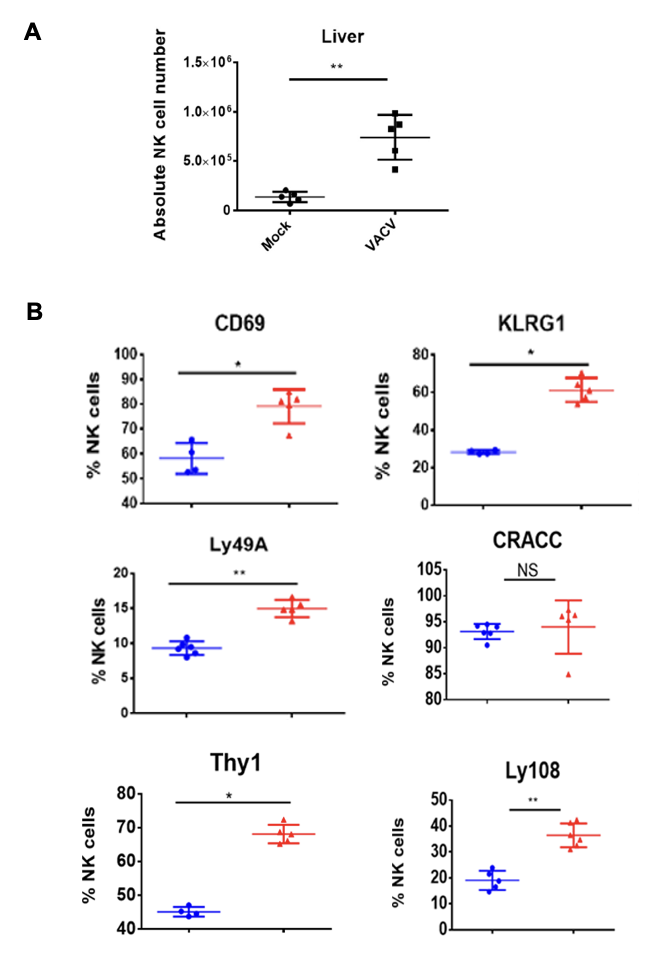 A
Liver
Absolute NK cell number
1.5×10⁶
1.0×10⁶
5.0×10⁵
0
**
Mock
VACV
B
CD69
% NK cells
100
90
80
70
60
50
40
*
KLRG1
% NK cells
80
60
40
20
0
*
Ly49A
% NK cells
20
15
10
5
0
**
CRACC
% NK cells
105
100
95
90
85
80
NS
Thy1
% NK cells
80
70
60
50
40
*
Ly108
% NK cells
50
40
30
20
10
0
**